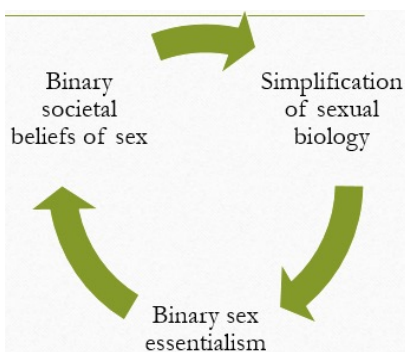 Binary
societal
beliefs of sex
Simplification
of sexual
biology
Binary sex
essentialism